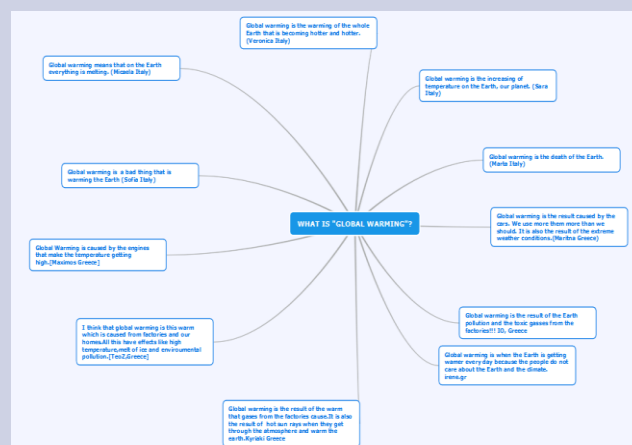 Global warming is the warming of the whole
Earth that is becoming hotter and hotter.
(Veronica Italy)
Global warming means that on the Earth
everything is melting. (Micaela Italy)
Global warming is the increasing of
temperature on the Earth, our planet. (Sara
Italy)
Global warming is the death of the Earth.
(Marta Italy)
Global warming is a bad thing that is
warming the Earth (Sofia Italy)
WHAT IS "GLOBAL WARMING"?
Global warming is the result caused by the
cars. We use more them more than we
should. It is also the result of the extreme
weather conditions.(Maritna Greece)
Global Warming is caused by the engines
that make the temperature getting
high.[Maximos Greece]
Global warming is the result of the Earth
pollution and the toxic gasses from the
factories!!! IO, Greece
I think that global warming is this warm
which is caused from factories and our
homes.All this have effects like high
temperature,melt of ice and enviroumental
pollution.[TeoZ,Greece]
Global warming is when the Earth is getting
wamer every day because the people do not
care about the Earth and the climate.
irene.gr
Global warming is the result of the warm
that gases from the factories cause.It is also
the result of hot sun rays when they get
through the atmosphere and warm the
earth.Kyriaki Greece